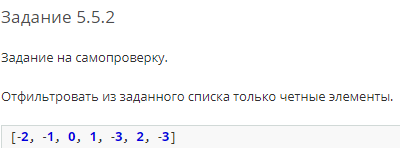 Задание 5.5.2
Задание на самопроверку.
Отфильтровать из заданного списка только четные элементы.
[-2, -1, 0, 1, -3, 2, -3]